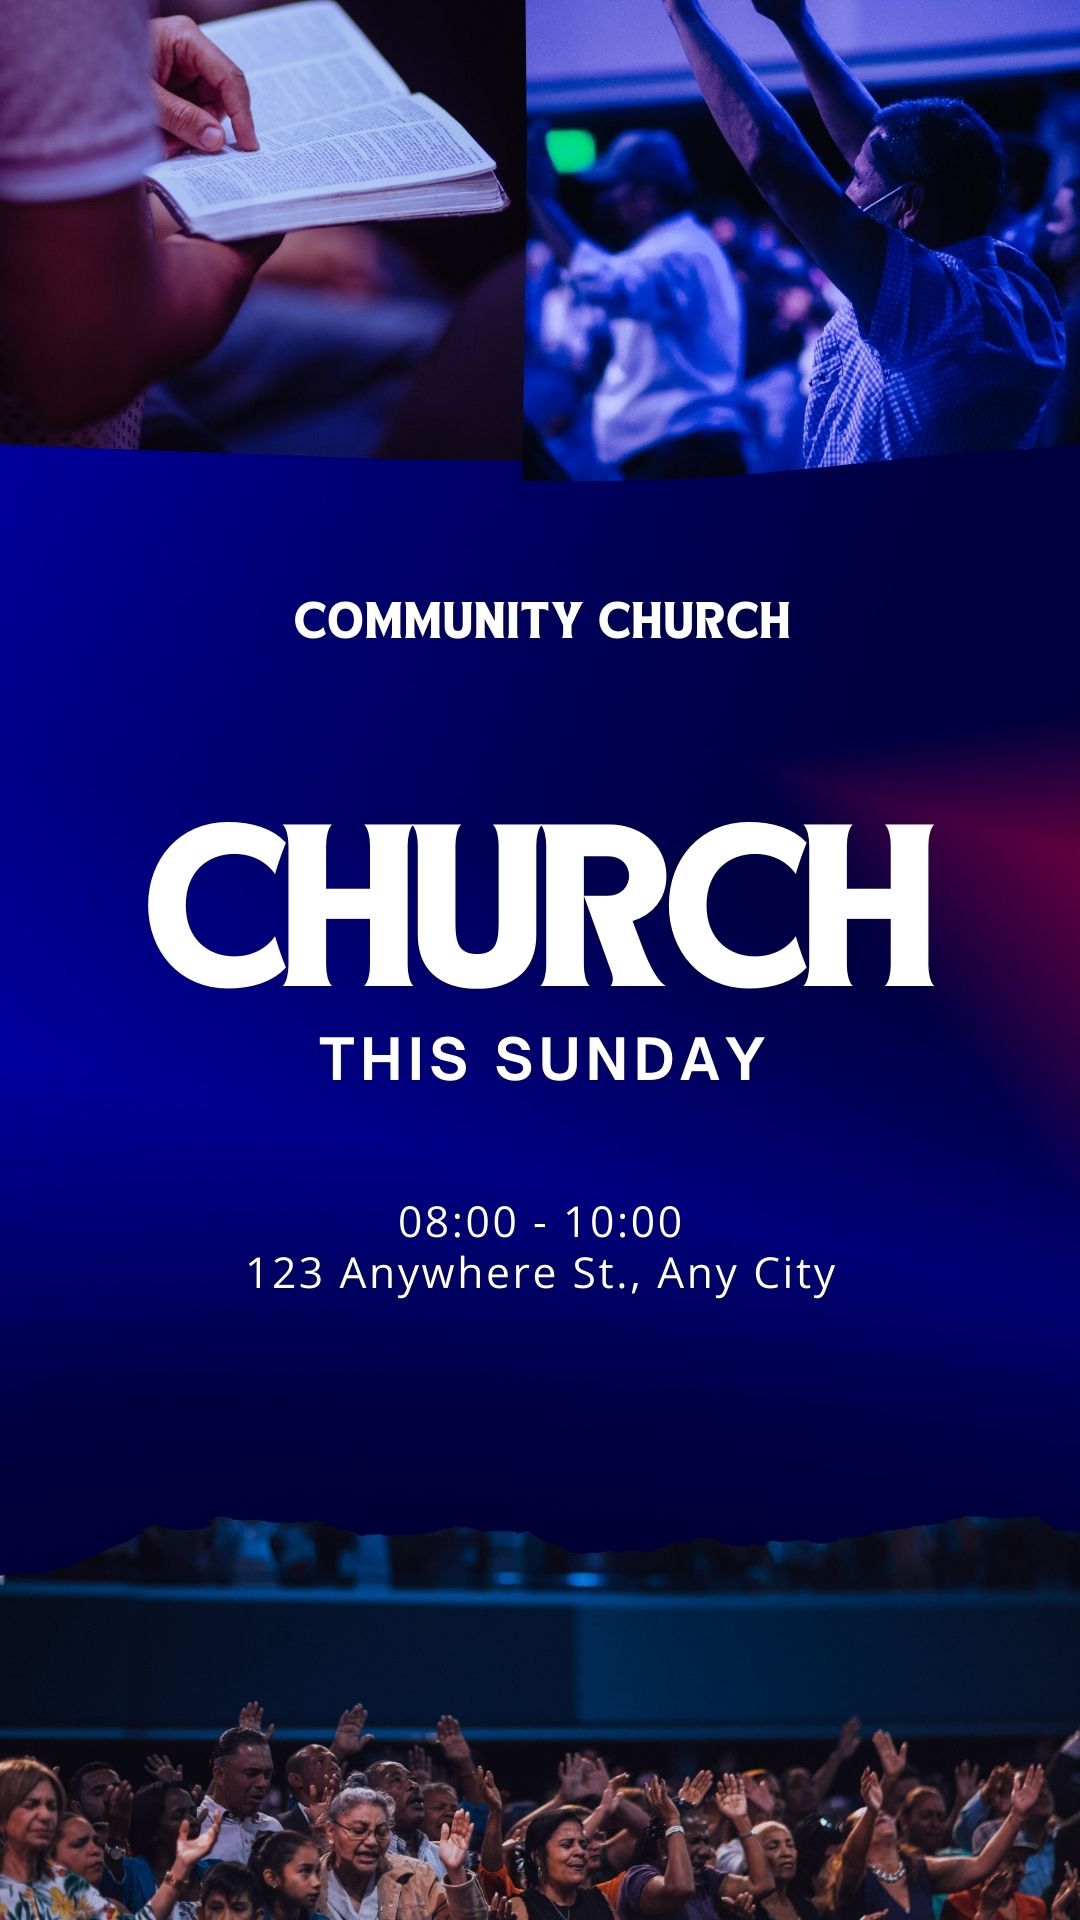 COMMUNITY CHURCH
CHURCH
THIS SUNDAY
08:00 - 10:00
123 Anywhere St., Any City